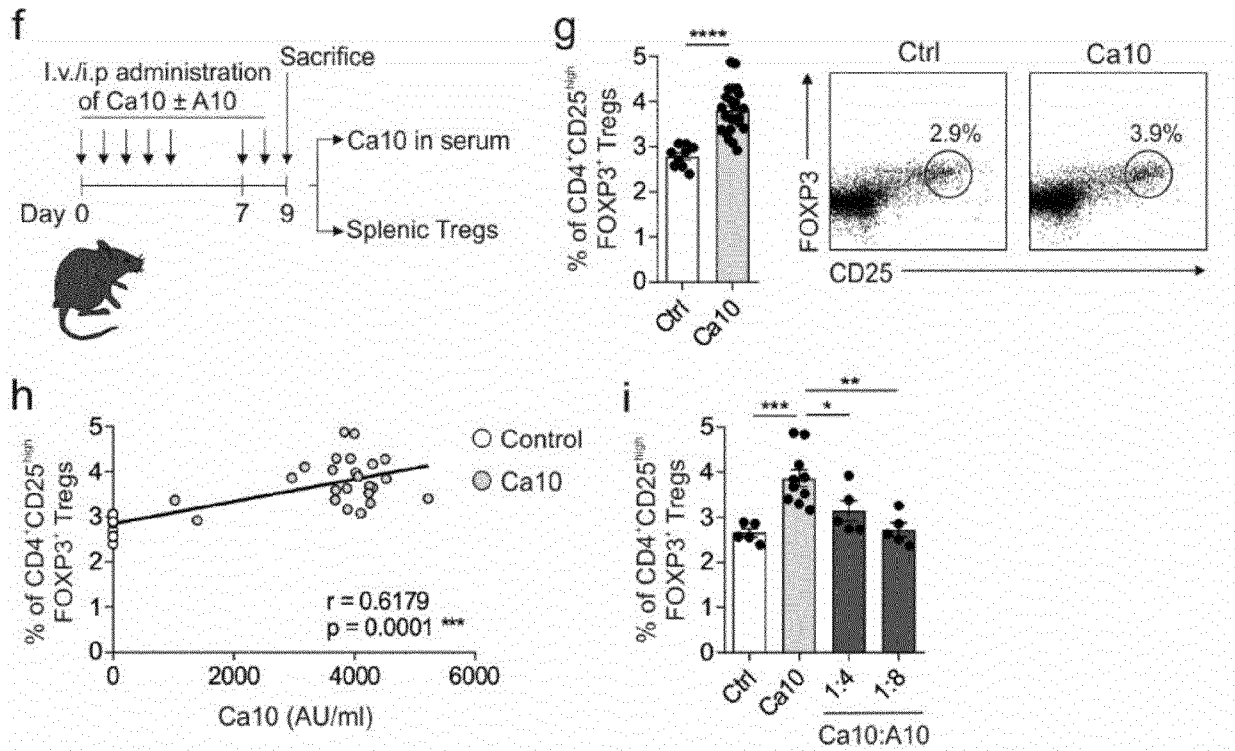 f
Sacrifice
I.v./i.p administration
of Ca10 ± A10
Ca10 in serum
Splenic Tregs
Day 0 7 9
g
****
% of CD4⁺CD25ʰⁱᵍʰ
FOXP3⁺ Tregs
5
4
3
2
1
0
Ctrl
Ca10
Ctrl
Ca10
2.9%
3.9%
FOXP3
CD25
h
% of CD4⁺CD25ʰⁱᵍʰ
FOXP3⁺ Tregs
5
4
3
2
1
0
0 2000 4000 6000
Ca10 (AU/ml)
r = 0.6179
p = 0.0001 ***
Control
Ca10
i
**
*** *
% of CD4⁺CD25ʰⁱᵍʰ
FOXP3⁺ Tregs
5
4
3
2
1
0
Ctrl
Ca10
1:4
1:8
Ca10:A10